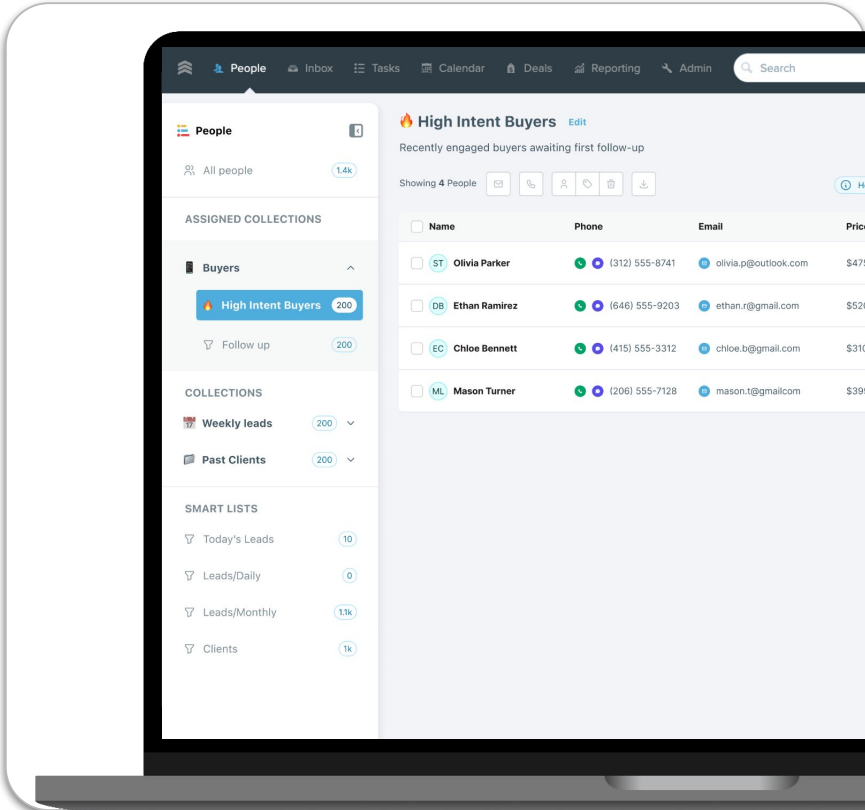 People Inbox Tasks Calendar Deals Reporting Admin Search
People
All people 1.4k
ASSIGNED COLLECTIONS
Buyers
High Intent Buyers 200
Follow up 200
COLLECTIONS
Weekly leads 200
Past Clients 200
SMART LISTS
Today's Leads 10
Leads/Daily 0
Leads/Monthly 1.1k
Clients 1k
High Intent Buyers Edit
Recently engaged buyers awaiting first follow-up
Showing 4 People
Name Phone Email
ST Olivia Parker (312) 555-8741 olivia.p@outlook.com
DB Ethan Ramirez (646) 555-9203 ethan.r@gmail.com
EC Chloe Bennett (415) 555-3312 chloe.b@gmail.com
ML Mason Turner (206) 555-7128 mason.t@gmailcom